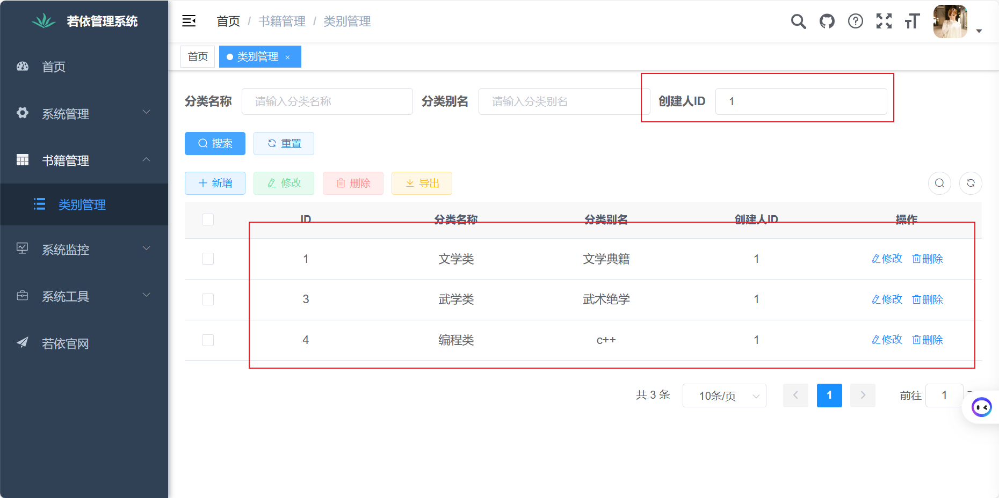 若依管理系统
首页 / 书籍管理 / 类别管理
首页
类别管理 ×
首页
系统管理
书籍管理
类别管理
系统监控
系统工具
若依官网
分类名称 请输入分类名称 分类别名 请输入分类别名 创建人ID 1
搜索 重置
新增 修改 删除 导出
ID 分类名称 分类别名 创建人ID 操作
1 文学类 文学典籍 1 修改 删除
3 武学类 武术绝学 1 修改 删除
4 编程类 c++ 1 修改 删除
共 3 条 10条/页 1 前往 1